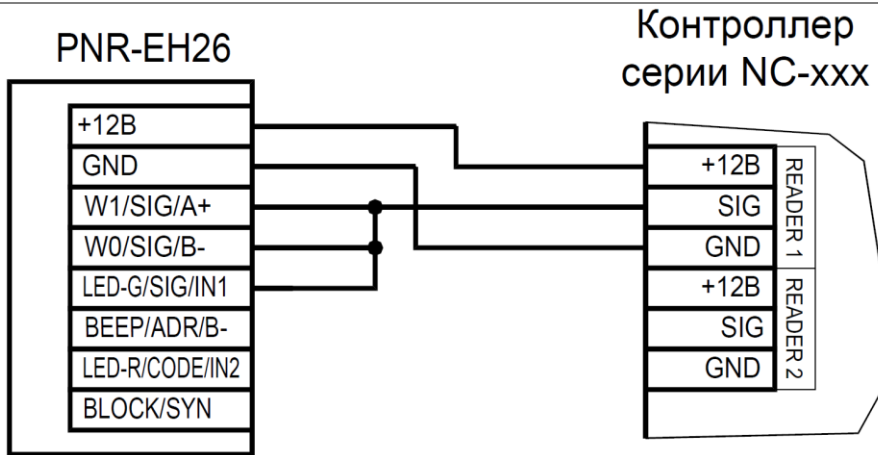 PNR-EH26
+12В
GND
W1/SIG/A+
W0/SIG/B-
LED-G/SIG/IN1
BEEP/ADR/B-
LED-R/CODE/IN2
BLOCK/SYN
Контроллер
серии NC-xxx
+12В
SIG
GND
READER 1
+12В
SIG
GND
READER 2